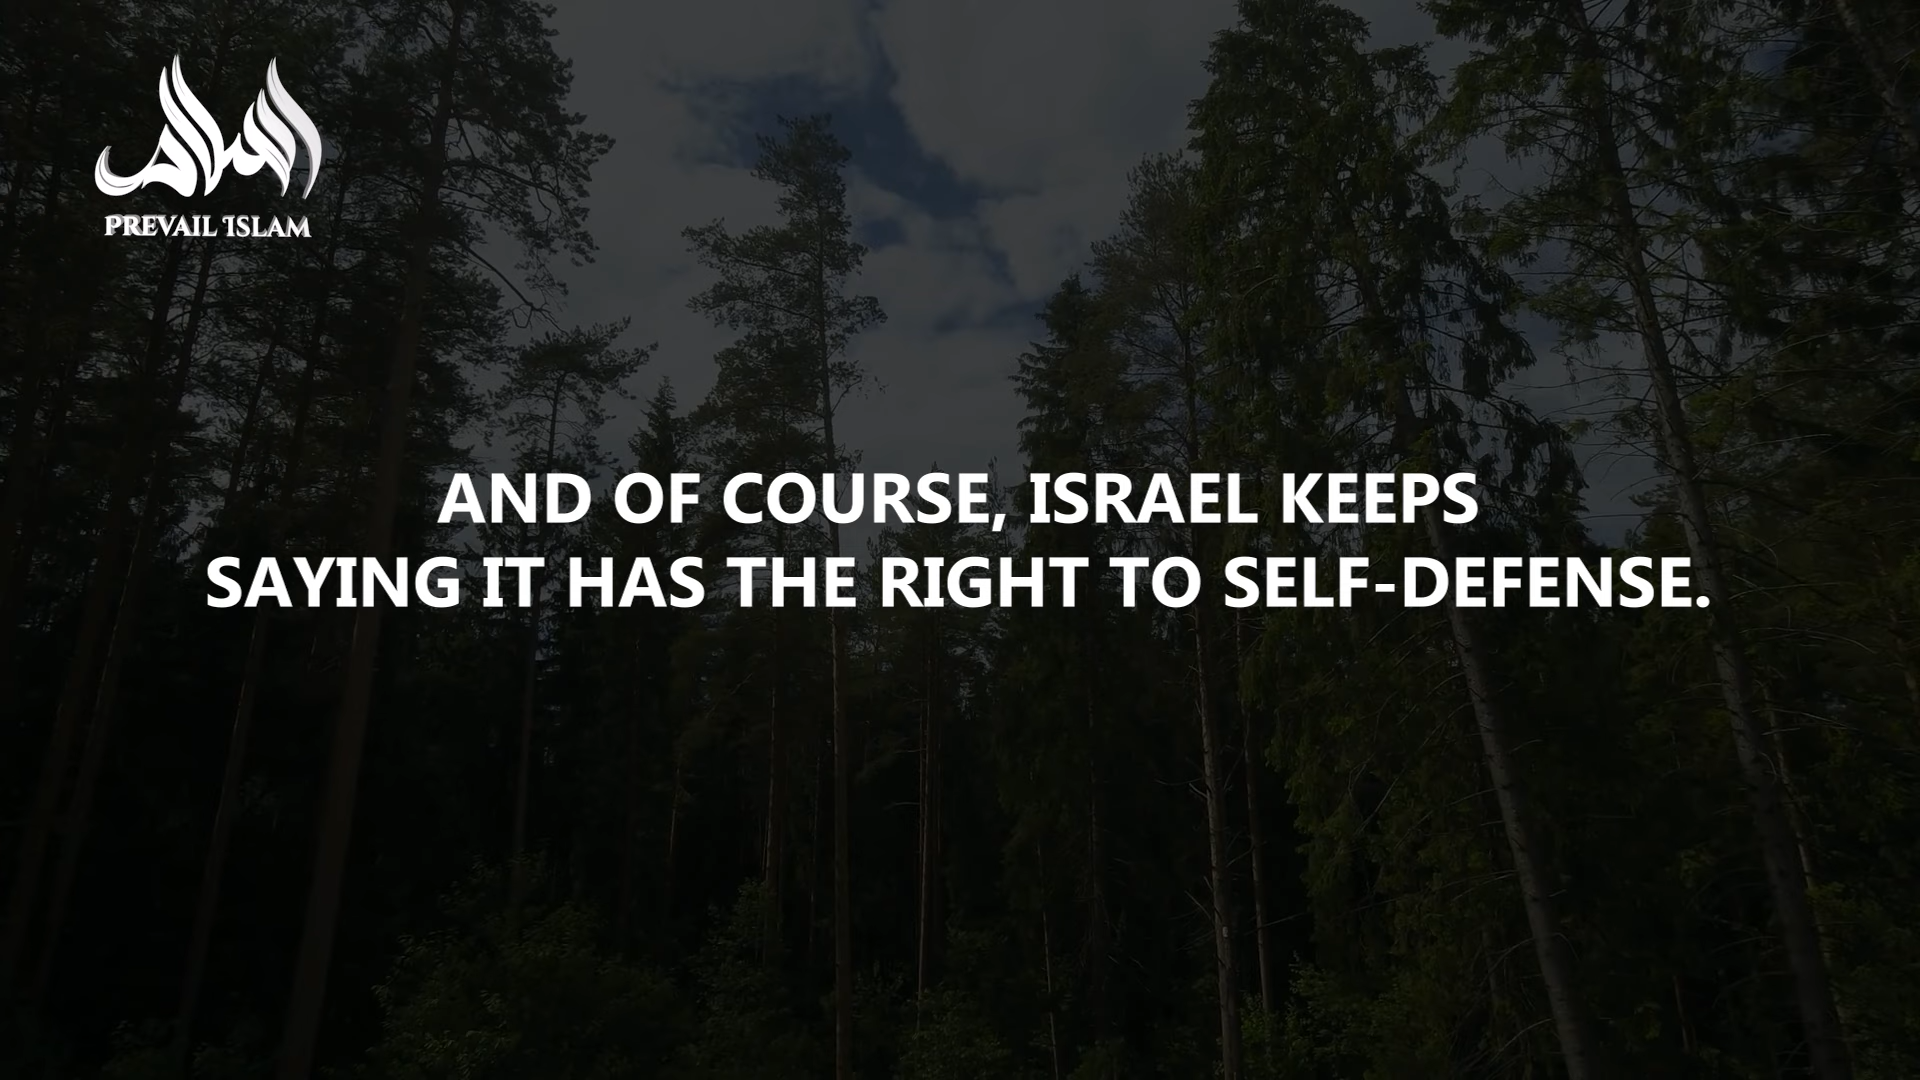 PREVAIL ISLAM
AND OF COURSE, ISRAEL KEEPS
SAYING IT HAS THE RIGHT TO SELF-DEFENSE.